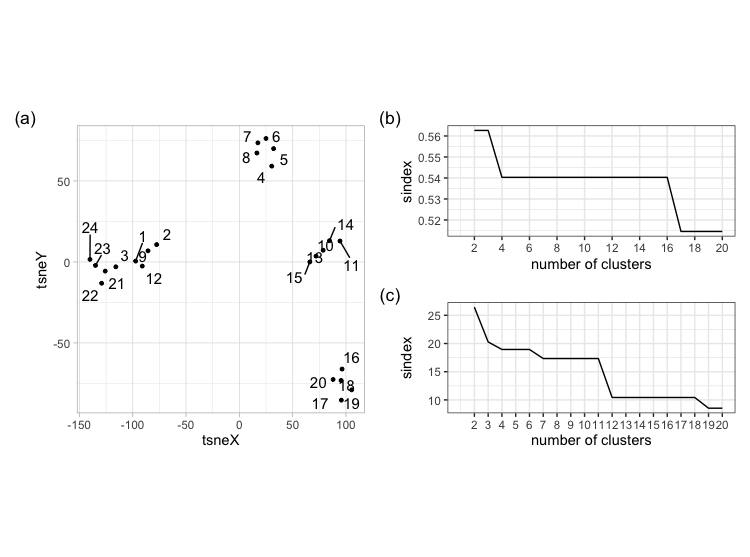 (a)
7 6
8 5
4
24 1 2
23 3 9
22 21 12
14
10
13
15 11
16
20 18
17 19
50
0
-50
tsneY
-150 -100 -50 0 50 100
tsneX
(b)
0.56
0.55
0.54
0.53
0.52
sindex
2 4 6 8 10 12 14 16 18 20
number of clusters
(c)
25
20
15
10
sindex
2 3 4 5 6 7 8 9 10 11 12 13 14 15 16 17 18 19 20
number of clusters